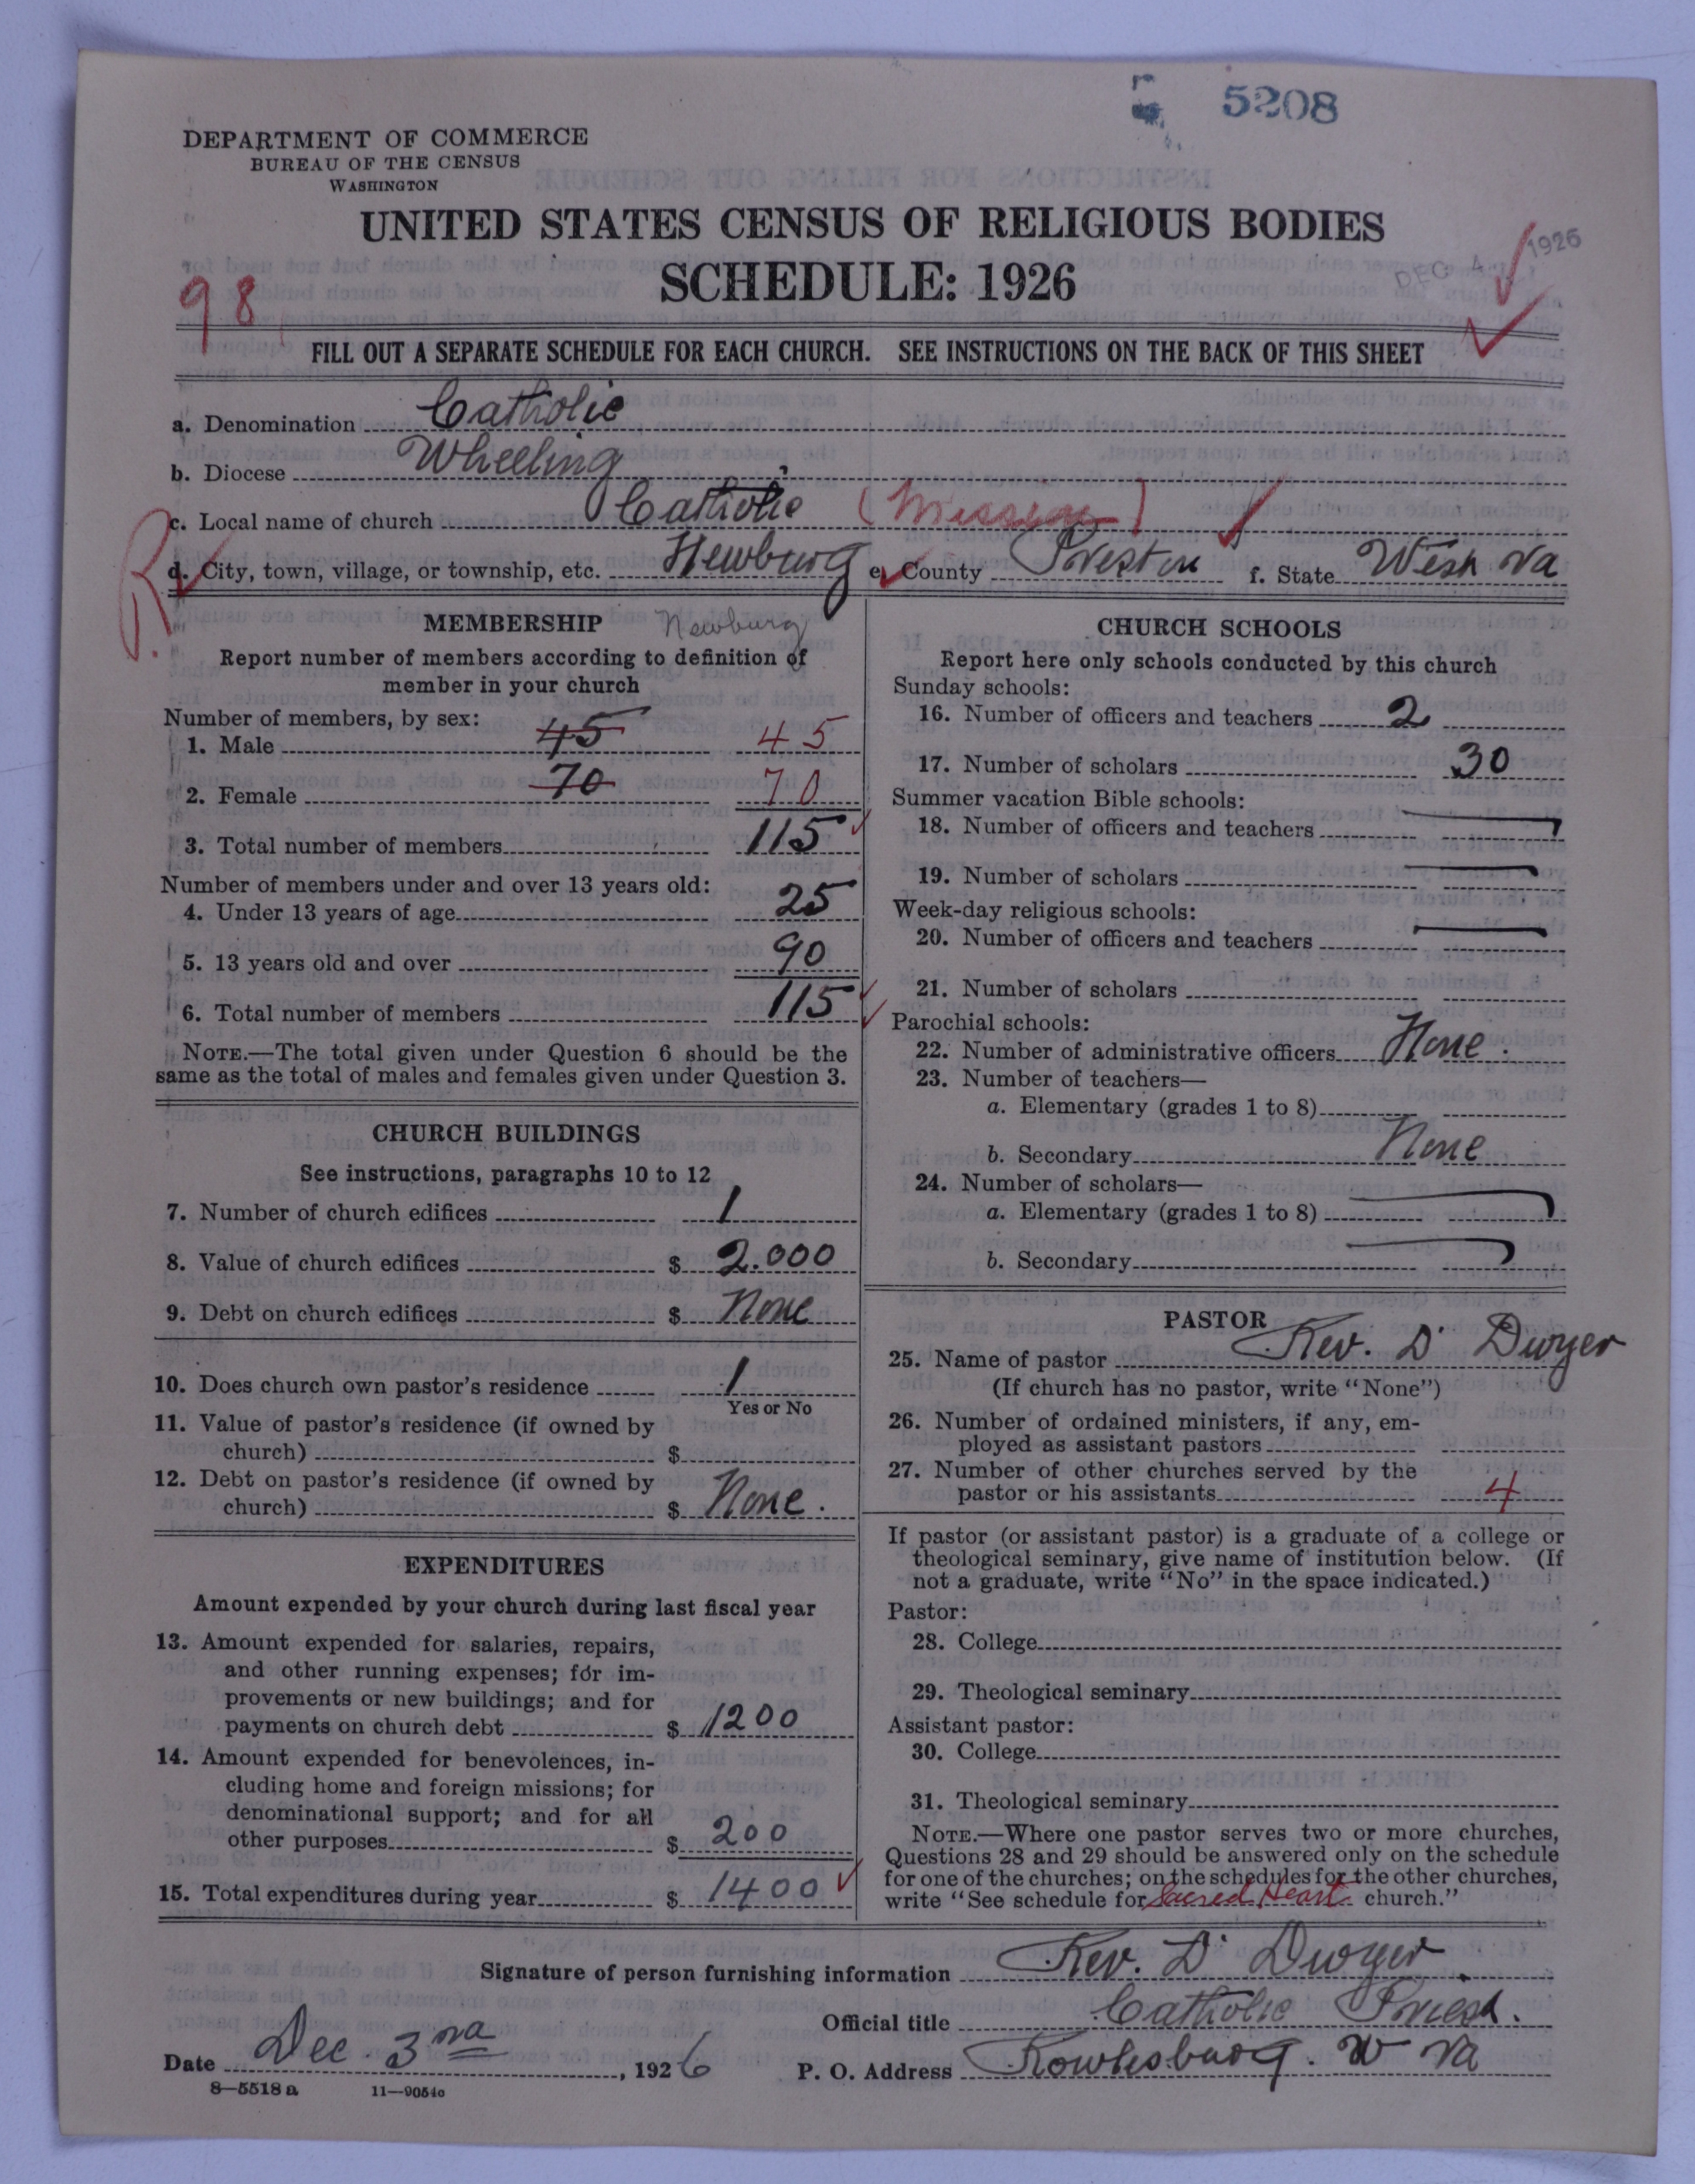 5208
DEPARTMENT OF COMMERCE
BUREAU OF THE CENSUS
WASHINGTON
UNITED STATES CENSUS OF RELIGIOUS BODIES
SCHEDULE: 1926
DEC 4 1926
98
FILL OUT A SEPARATE SCHEDULE FOR EACH CHURCH. SEE INSTRUCTIONS ON THE BACK OF THIS SHEET
a. Denomination Catholic
b. Diocese Wheeling
c. Local name of church Catholic (Mission)
d. City, town, village, or township, etc. Newburg e. County Preston f. State West Va
R
MEMBERSHIP Newburg
Report number of members according to definition of
member in your church
Number of members, by sex:
1. Male 45 45
2. Female 70 70
3. Total number of members 115
Number of members under and over 13 years old:
4. Under 13 years of age 25
5. 13 years old and over 90
6. Total number of members 115
NOTE.—The total given under Question 6 should be the
same as the total of males and females given under Question 3.
CHURCH BUILDINGS
See instructions, paragraphs 10 to 12
7. Number of church edifices 1
8. Value of church edifices $ 2.000
9. Debt on church edifices $ None
10. Does church own pastor's residence 1
Yes or No
11. Value of pastor's residence (if owned by
church) $
12. Debt on pastor's residence (if owned by
church) $ None.
EXPENDITURES
Amount expended by your church during last fiscal year
13. Amount expended for salaries, repairs,
and other running expenses; for im-
provements or new buildings; and for
payments on church debt $ 1200
14. Amount expended for benevolences, in-
cluding home and foreign missions; for
denominational support; and for all
other purposes $ 200
15. Total expenditures during year $ 1400
CHURCH SCHOOLS
Report here only schools conducted by this church
Sunday schools:
16. Number of officers and teachers 2
17. Number of scholars 30
Summer vacation Bible schools:
18. Number of officers and teachers
19. Number of scholars
Week-day religious schools:
20. Number of officers and teachers
21. Number of scholars
Parochial schools:
22. Number of administrative officers None.
23. Number of teachers—
a. Elementary (grades 1 to 8)
b. Secondary None
24. Number of scholars—
a. Elementary (grades 1 to 8)
b. Secondary
PASTOR
25. Name of pastor Rev. D' Dwyer
(If church has no pastor, write "None")
26. Number of ordained ministers, if any, em-
ployed as assistant pastors
27. Number of other churches served by the
pastor or his assistants 4
If pastor (or assistant pastor) is a graduate of a college or
theological seminary, give name of institution below. (If
not a graduate, write "No" in the space indicated.)
Pastor:
28. College
29. Theological seminary
Assistant pastor:
30. College
31. Theological seminary
NOTE.—Where one pastor serves two or more churches,
Questions 28 and 29 should be answered only on the schedule
for one of the churches; on the schedules for the other churches,
write "See schedule for Sacred Heart church."
Signature of person furnishing information Rev. D' Dwyer
Official title Catholic Priest.
Date Dec. 3rd, 1926 P. O. Address Rowlesburg. W Va
8—5518 a 11—9054a